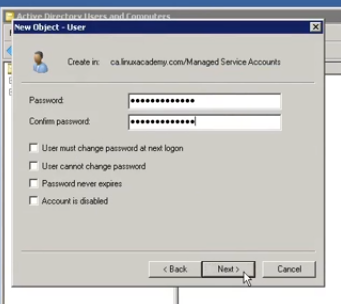 Active Directory Users and Computers
New Object - User
Create in: ca.linuxacademy.com/Managed Service Accounts
Password: •••••••••••••
Confirm password: •••••••••••••
User must change password at next logon
User cannot change password
Password never expires
Account is disabled
< Back Next > Cancel